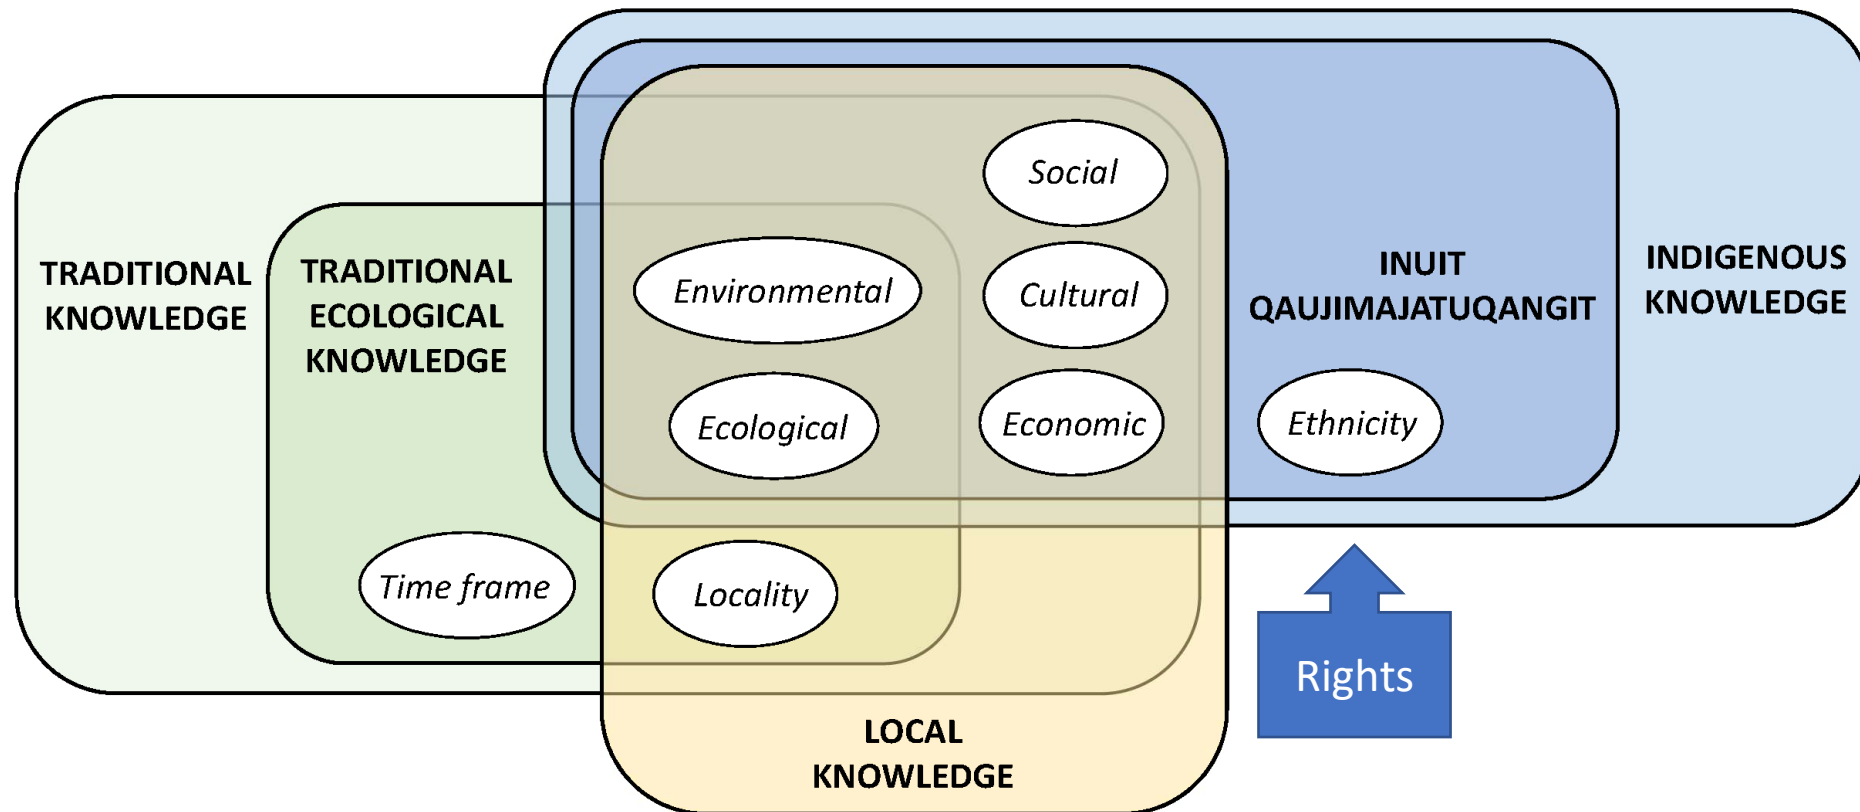 TRADITIONAL
KNOWLEDGE
TRADITIONAL
ECOLOGICAL
KNOWLEDGE
Environmental
Ecological
Social
Cultural
Economic
INUIT
QAUJIMAJATUQANGIT
Ethnicity
INDIGENOUS
KNOWLEDGE
Time frame
Locality
LOCAL
KNOWLEDGE
Rights